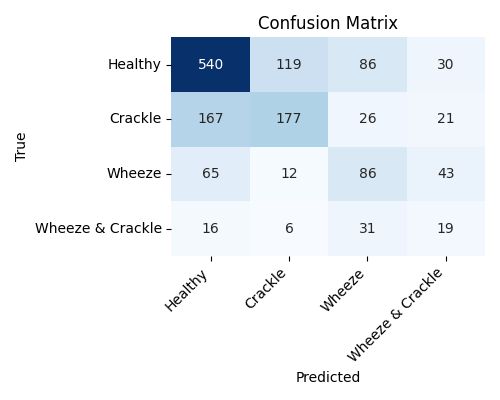 Confusion Matrix
True
Healthy 540 119 86 30
Crackle 167 177 26 21
Wheeze 65 12 86 43
Wheeze & Crackle 16 6 31 19
Healthy Crackle Wheeze Wheeze & Crackle
Predicted